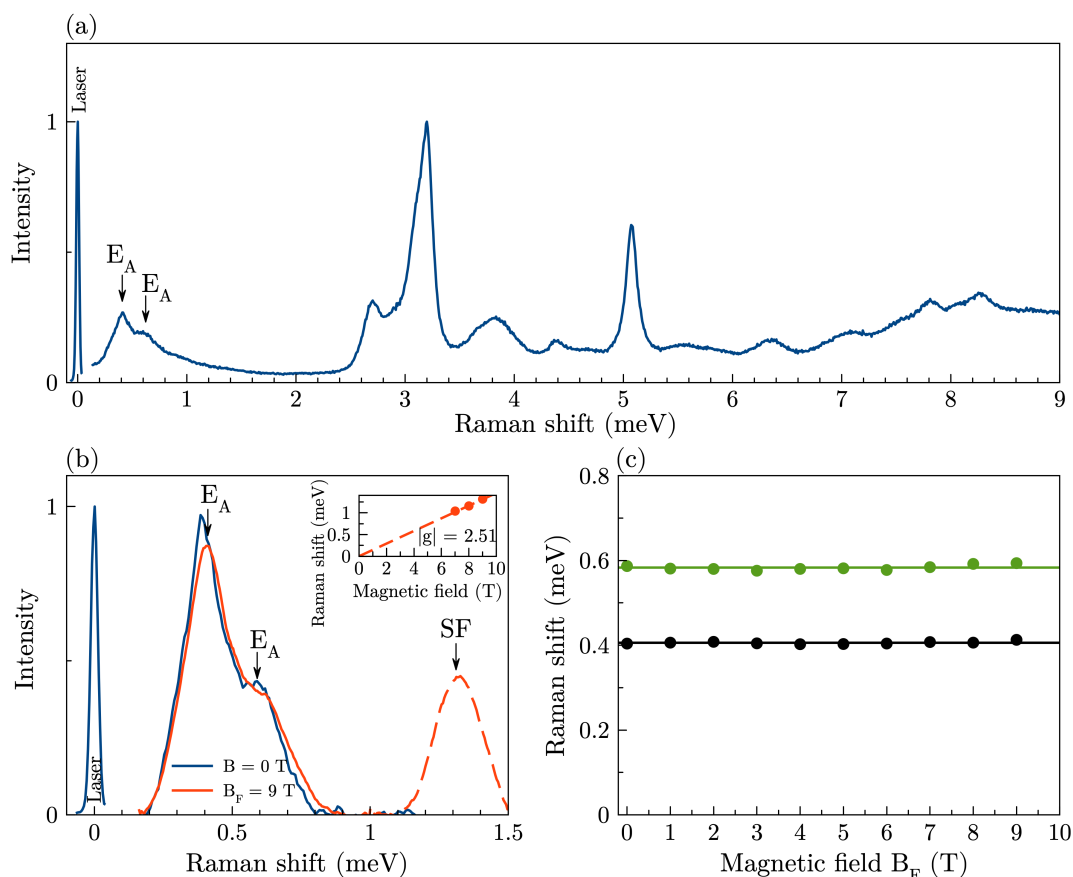 (a)
Laser
1
0
Intensity
E_A
E_A
0 1 2 3 4 5 6 7 8 9
Raman shift (meV)
(b)
1
0
Intensity
Laser
E_A
E_A
SF
B = 0 T
B_F = 9 T
0 0.5 1 1.5
Raman shift (meV)
1
0.5
0
Raman shift (meV)
|g| = 2.51
0 2 4 6 8 10
Magnetic field (T)
(c)
0.8
0.6
0.4
0.2
0
Raman shift (meV)
0 1 2 3 4 5 6 7 8 9 10
Magnetic field B_F (T)